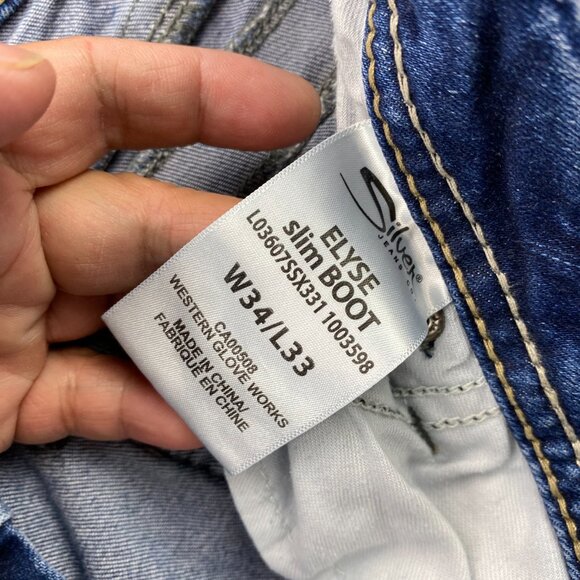 Silver®
JEANS CO.
ELYSE
slim BOOT
L03607SSX331 1003598
W34/L33
CA00508
WESTERN GLOVE WORKS
MADE IN CHINA/
FABRIQUÉ EN CHINE